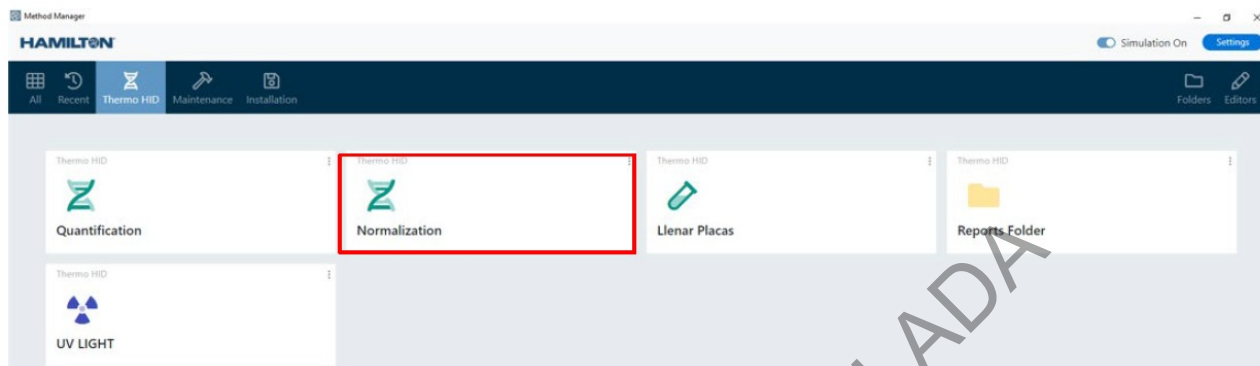 Method Manager
HAMILTON
Simulation On Settings
All Recent Thermo HID Maintenance Installation Folders Editors
Thermo HID Thermo HID Thermo HID Thermo HID
Quantification Normalization Llenar Placas Reports Folder
Thermo HID
UV LIGHT
LADA